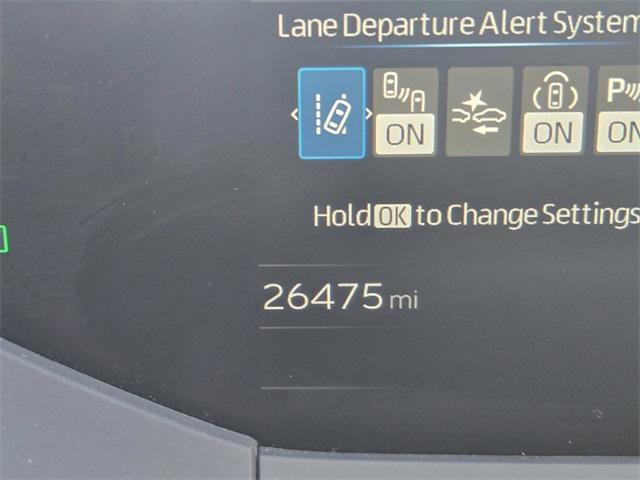 Lane Departure Alert System
ON ON P ON
Hold OK to Change Settings
26475 mi